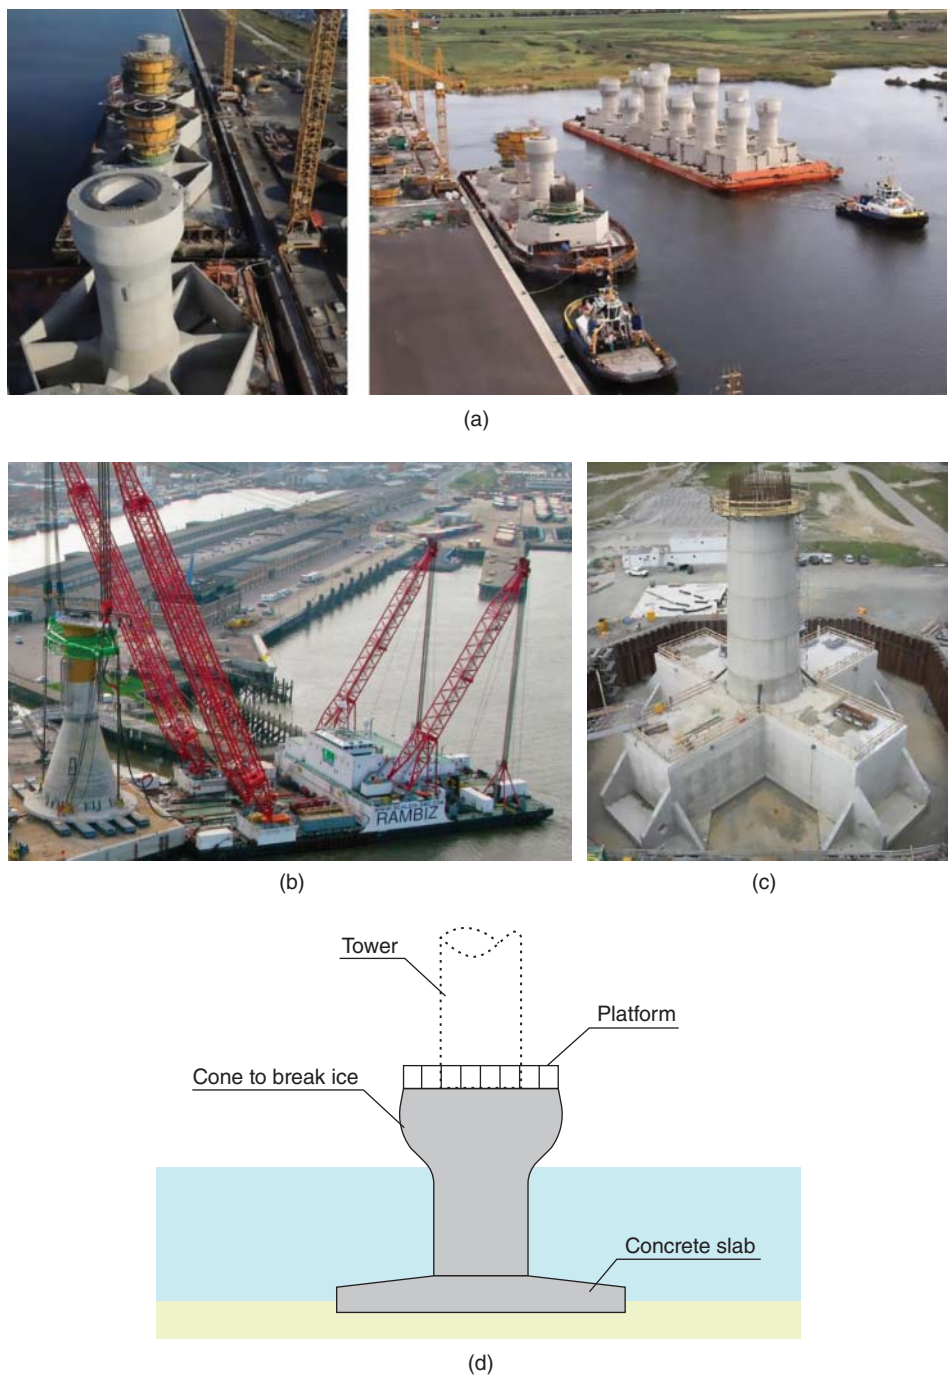 (a)
RAMBIZ
(b)
(c)
Tower
Platform
Cone to break ice
Concrete slab
(d)